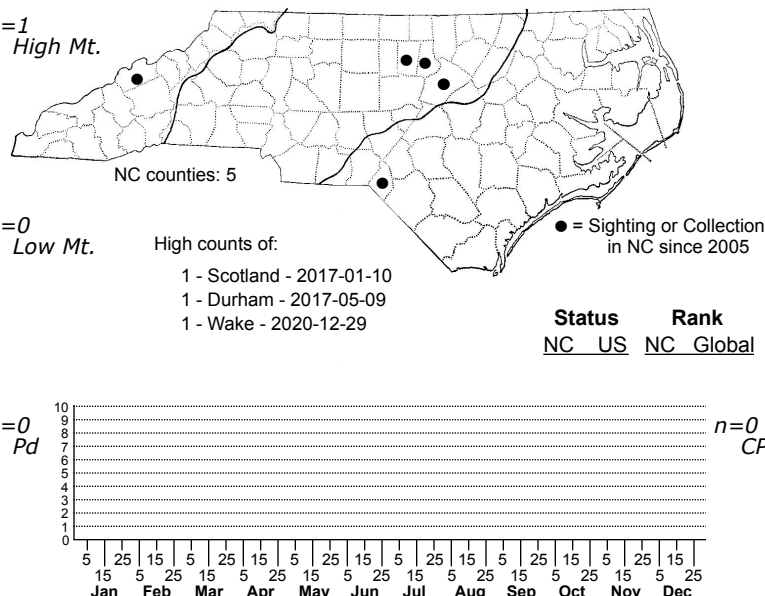 =1
High Mt.
NC counties: 5
=0
Low Mt.
High counts of:
1 - Scotland - 2017-01-10
1 - Durham - 2017-05-09
1 - Wake - 2020-12-29
● = Sighting or Collection
in NC since 2005
Status Rank
NC US NC Global
=0
Pd
10
9
8
7
6
5
4
3
2
1
0
n=0
CP
5 25 15 5 25 15 5 25 15 5 25 15 5 25 15 5 25 15
15 5 25 15 5 25 15 5 25 15 5 25 15 5 25 15 5 25
Jan Feb Mar Apr May Jun Jul Aug Sep Oct Nov Dec